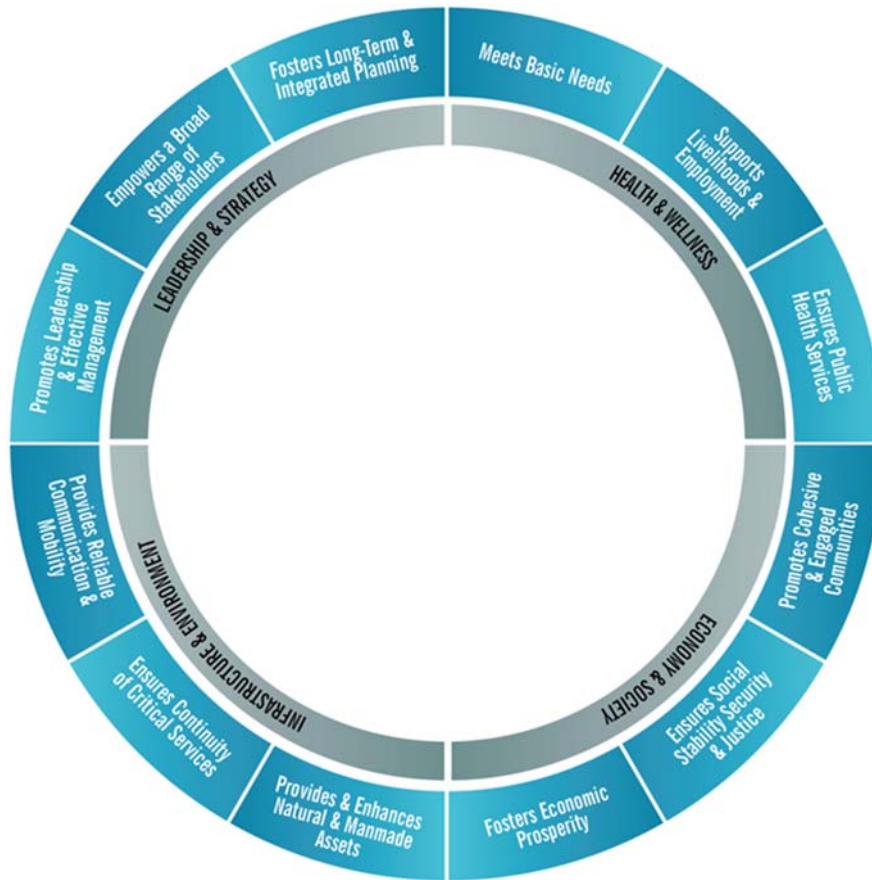 Meets Basic Needs
Supports
Livelihoods &
Employment
Ensures Public
Health Services
Promotes Cohesive
& Engaged
Communities
Ensures Social
Stability Security
& Justice
Fosters Economic
Prosperity
Provides & Enhances
Natural & Manmade
Assets
Ensures Continuity
of Critical Services
Provides Reliable
Communication &
Mobility
Promotes Leadership
& Effective
Management
Empowers a Broad
Range of
Stakeholders
Fosters Long-Term &
Integrated Planning
HEALTH & WELLNESS
ECONOMY & SOCIETY
INFRASTRUCTURE & ENVIRONMENT
LEADERSHIP & STRATEGY